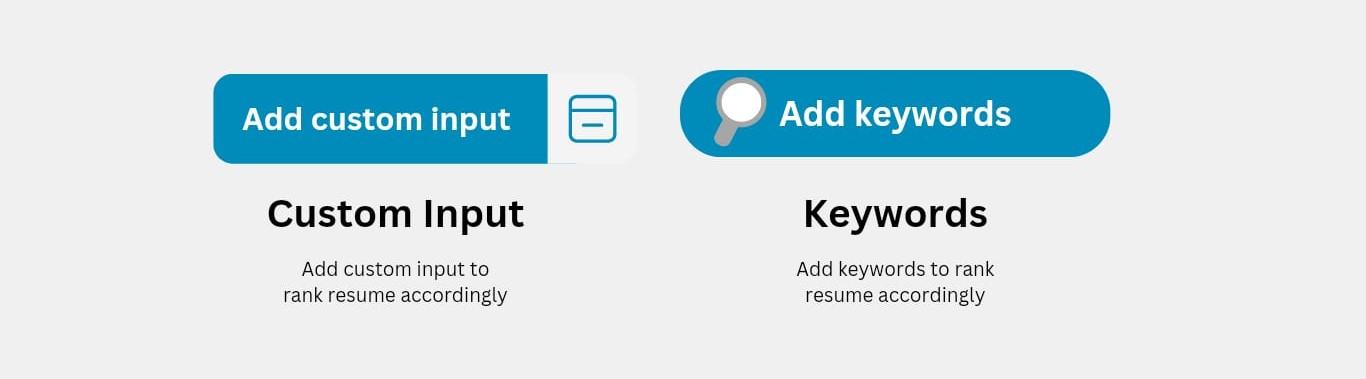 Add custom input
Add keywords
Custom Input
Keywords
Add custom input to
rank resume accordingly
Add keywords to rank
resume accordingly